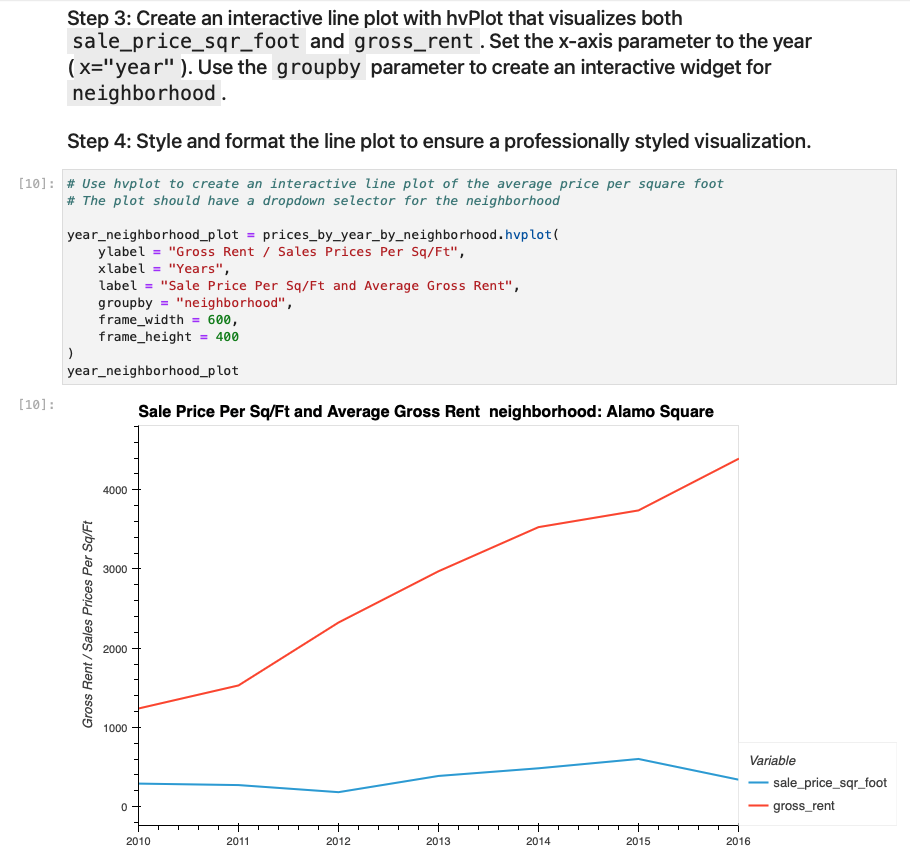 Step 3: Create an interactive line plot with hvPlot that visualizes both
sale_price_sqr_foot and gross_rent . Set the x-axis parameter to the year
( x="year" ). Use the groupby parameter to create an interactive widget for
neighborhood .
Step 4: Style and format the line plot to ensure a professionally styled visualization.
[10]: # Use hvplot to create an interactive line plot of the average price per square foot
# The plot should have a dropdown selector for the neighborhood
year_neighborhood_plot = prices_by_year_by_neighborhood.hvplot(
ylabel = "Gross Rent / Sales Prices Per Sq/Ft",
xlabel = "Years",
label = "Sale Price Per Sq/Ft and Average Gross Rent",
groupby = "neighborhood",
frame_width = 600,
frame_height = 400
)
year_neighborhood_plot
[10]:
Sale Price Per Sq/Ft and Average Gross Rent neighborhood: Alamo Square
Gross Rent / Sales Prices Per Sq/Ft
4000
3000
2000
1000
0
2010 2011 2012 2013 2014 2015 2016
Variable
sale_price_sqr_foot
gross_rent